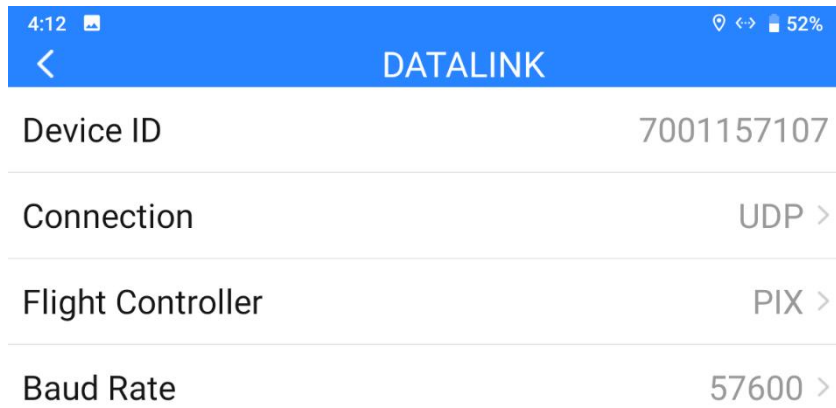 4:12 52%
DATALINK
Device ID 7001157107
Connection UDP
Flight Controller PIX
Baud Rate 57600